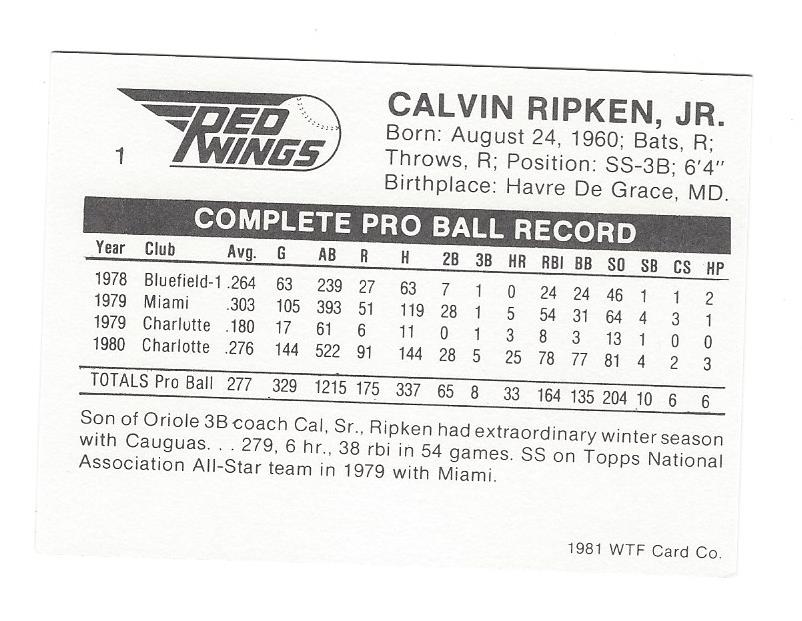 RED
WINGS
1
CALVIN RIPKEN, JR.
Born: August 24, 1960; Bats, R;
Throws, R; Position: SS-3B; 6'4"
Birthplace: Havre De Grace, MD.
COMPLETE PRO BALL RECORD
Year Club Avg. G AB R H 2B 3B HR RBI BB SO SB CS HP
1978 Bluefield-1 .264 63 239 27 63 7 1 0 24 24 46 1 1 2
1979 Miami .303 105 393 51 119 28 1 5 54 31 64 4 3 1
1979 Charlotte .180 17 61 6 11 0 1 3 8 3 13 1 0 0
1980 Charlotte .276 144 522 91 144 28 5 25 78 77 81 4 2 3
TOTALS Pro Ball .277 329 1215 175 337 65 8 33 164 135 204 10 6 6
Son of Oriole 3B coach Cal, Sr., Ripken had extraordinary winter season
with Cauguas. . . 279, 6 hr., 38 rbi in 54 games. SS on Topps National
Association All-Star team in 1979 with Miami.
1981 WTF Card Co.